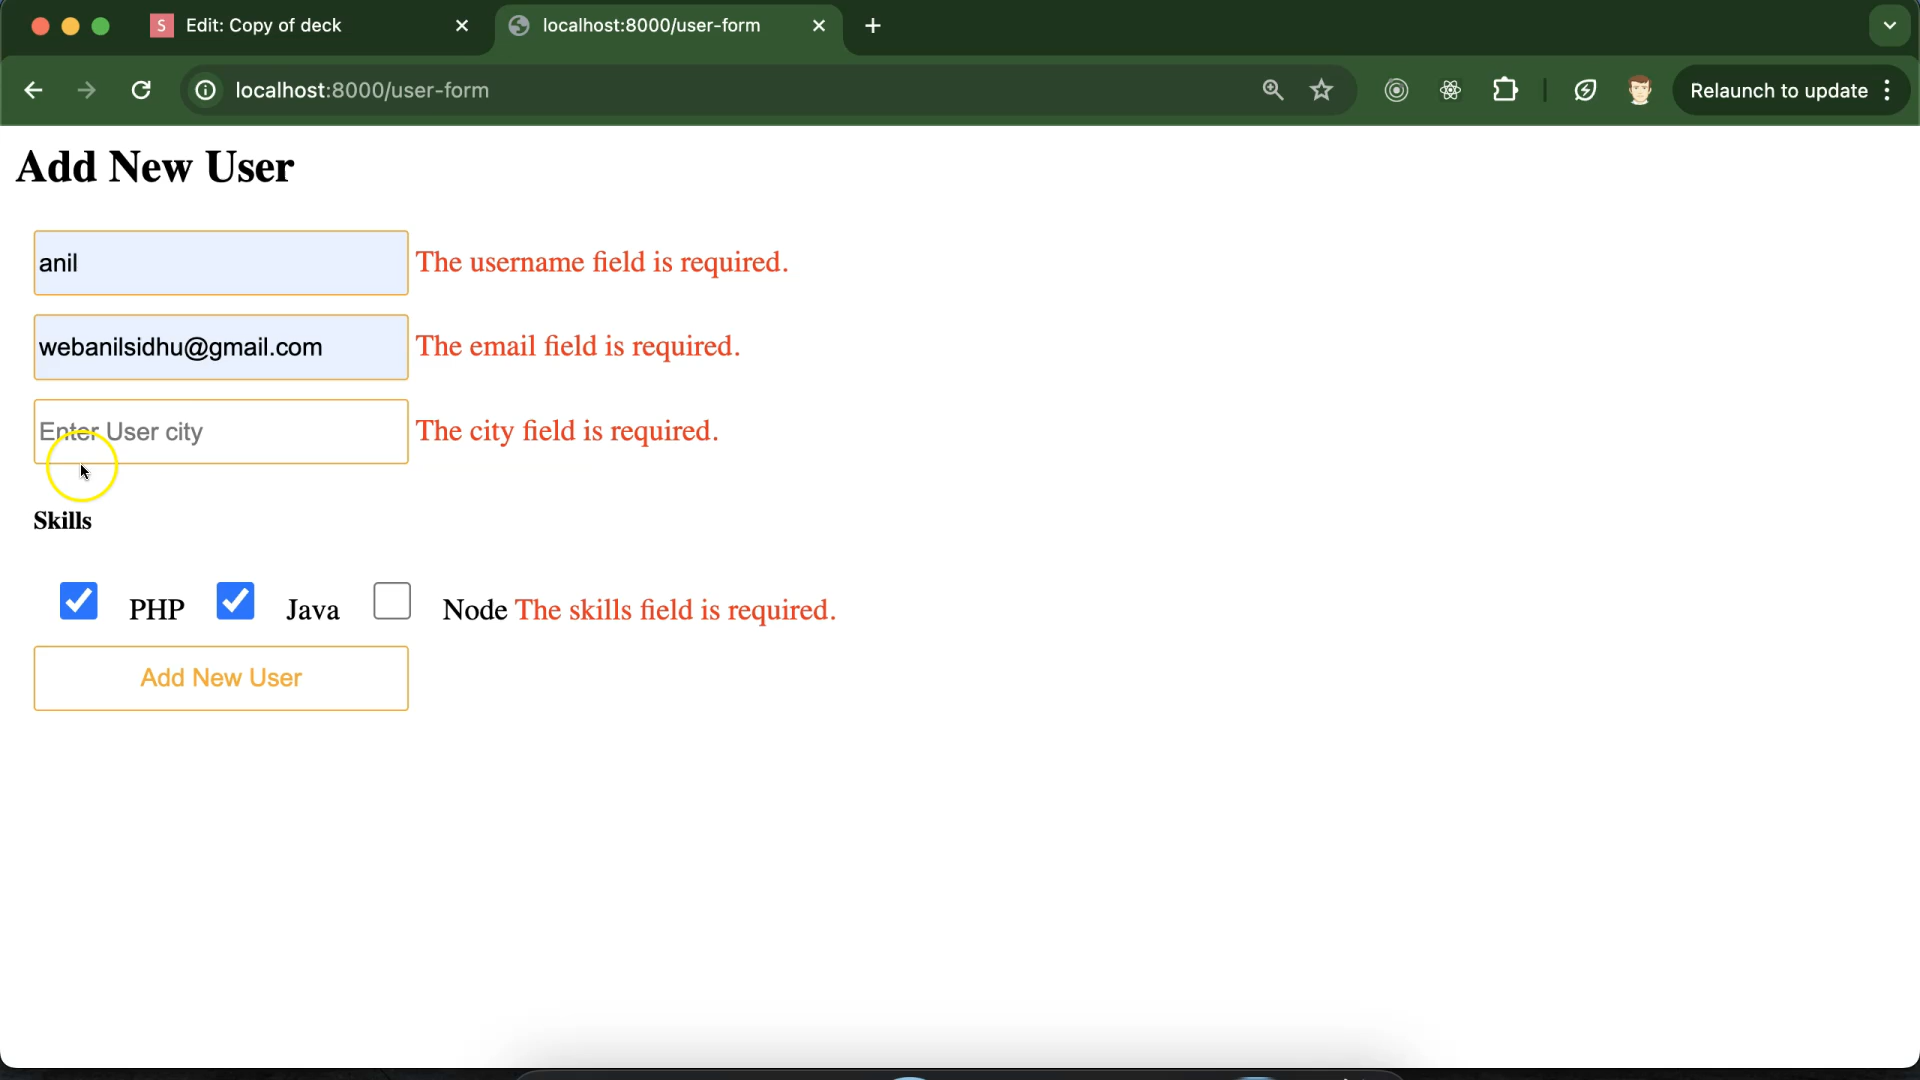 S Edit: Copy of deck
localhost:8000/user-form
localhost:8000/user-form
Relaunch to update
Add New User
anil The username field is required.
webanilsidhu@gmail.com The email field is required.
Enter User city The city field is required.
Skills
PHP Java Node The skills field is required.
Add New User